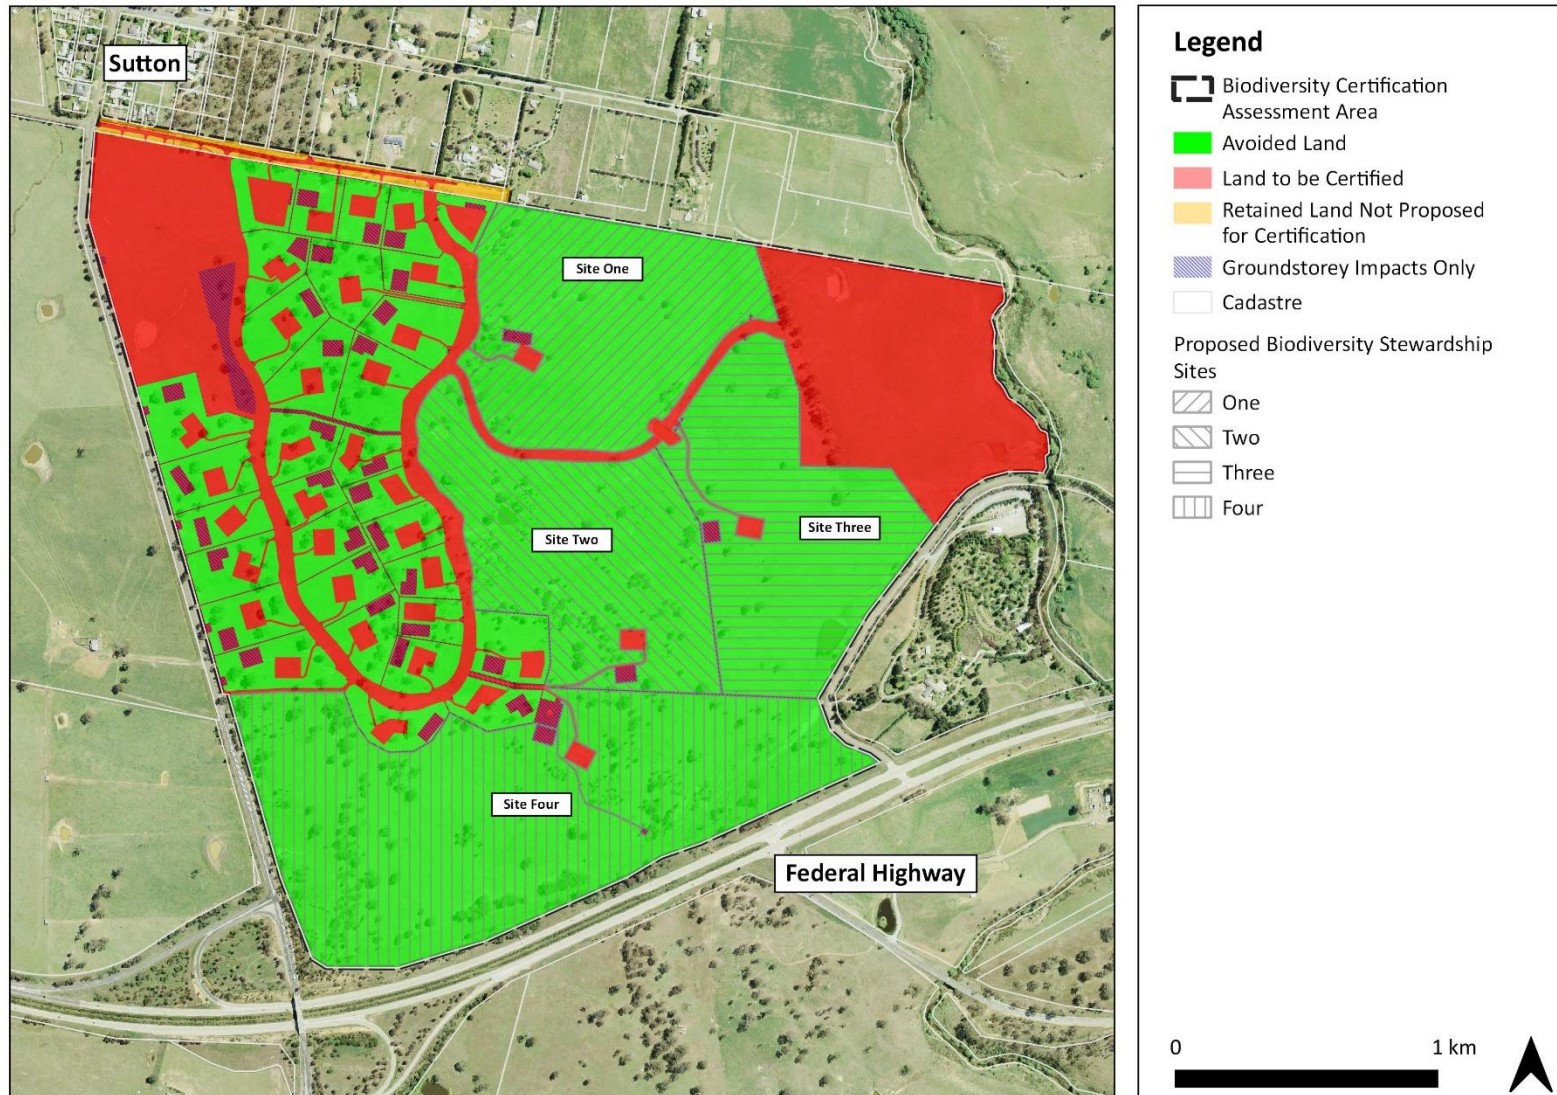 Sutton
Site One
Site Two
Site Three
Site Four
Federal Highway
Legend
Biodiversity Certification
Assessment Area
Avoided Land
Land to be Certified
Retained Land Not Proposed
for Certification
Groundstorey Impacts Only
Cadastre
Proposed Biodiversity Stewardship
Sites
One
Two
Three
Four
0 1 km